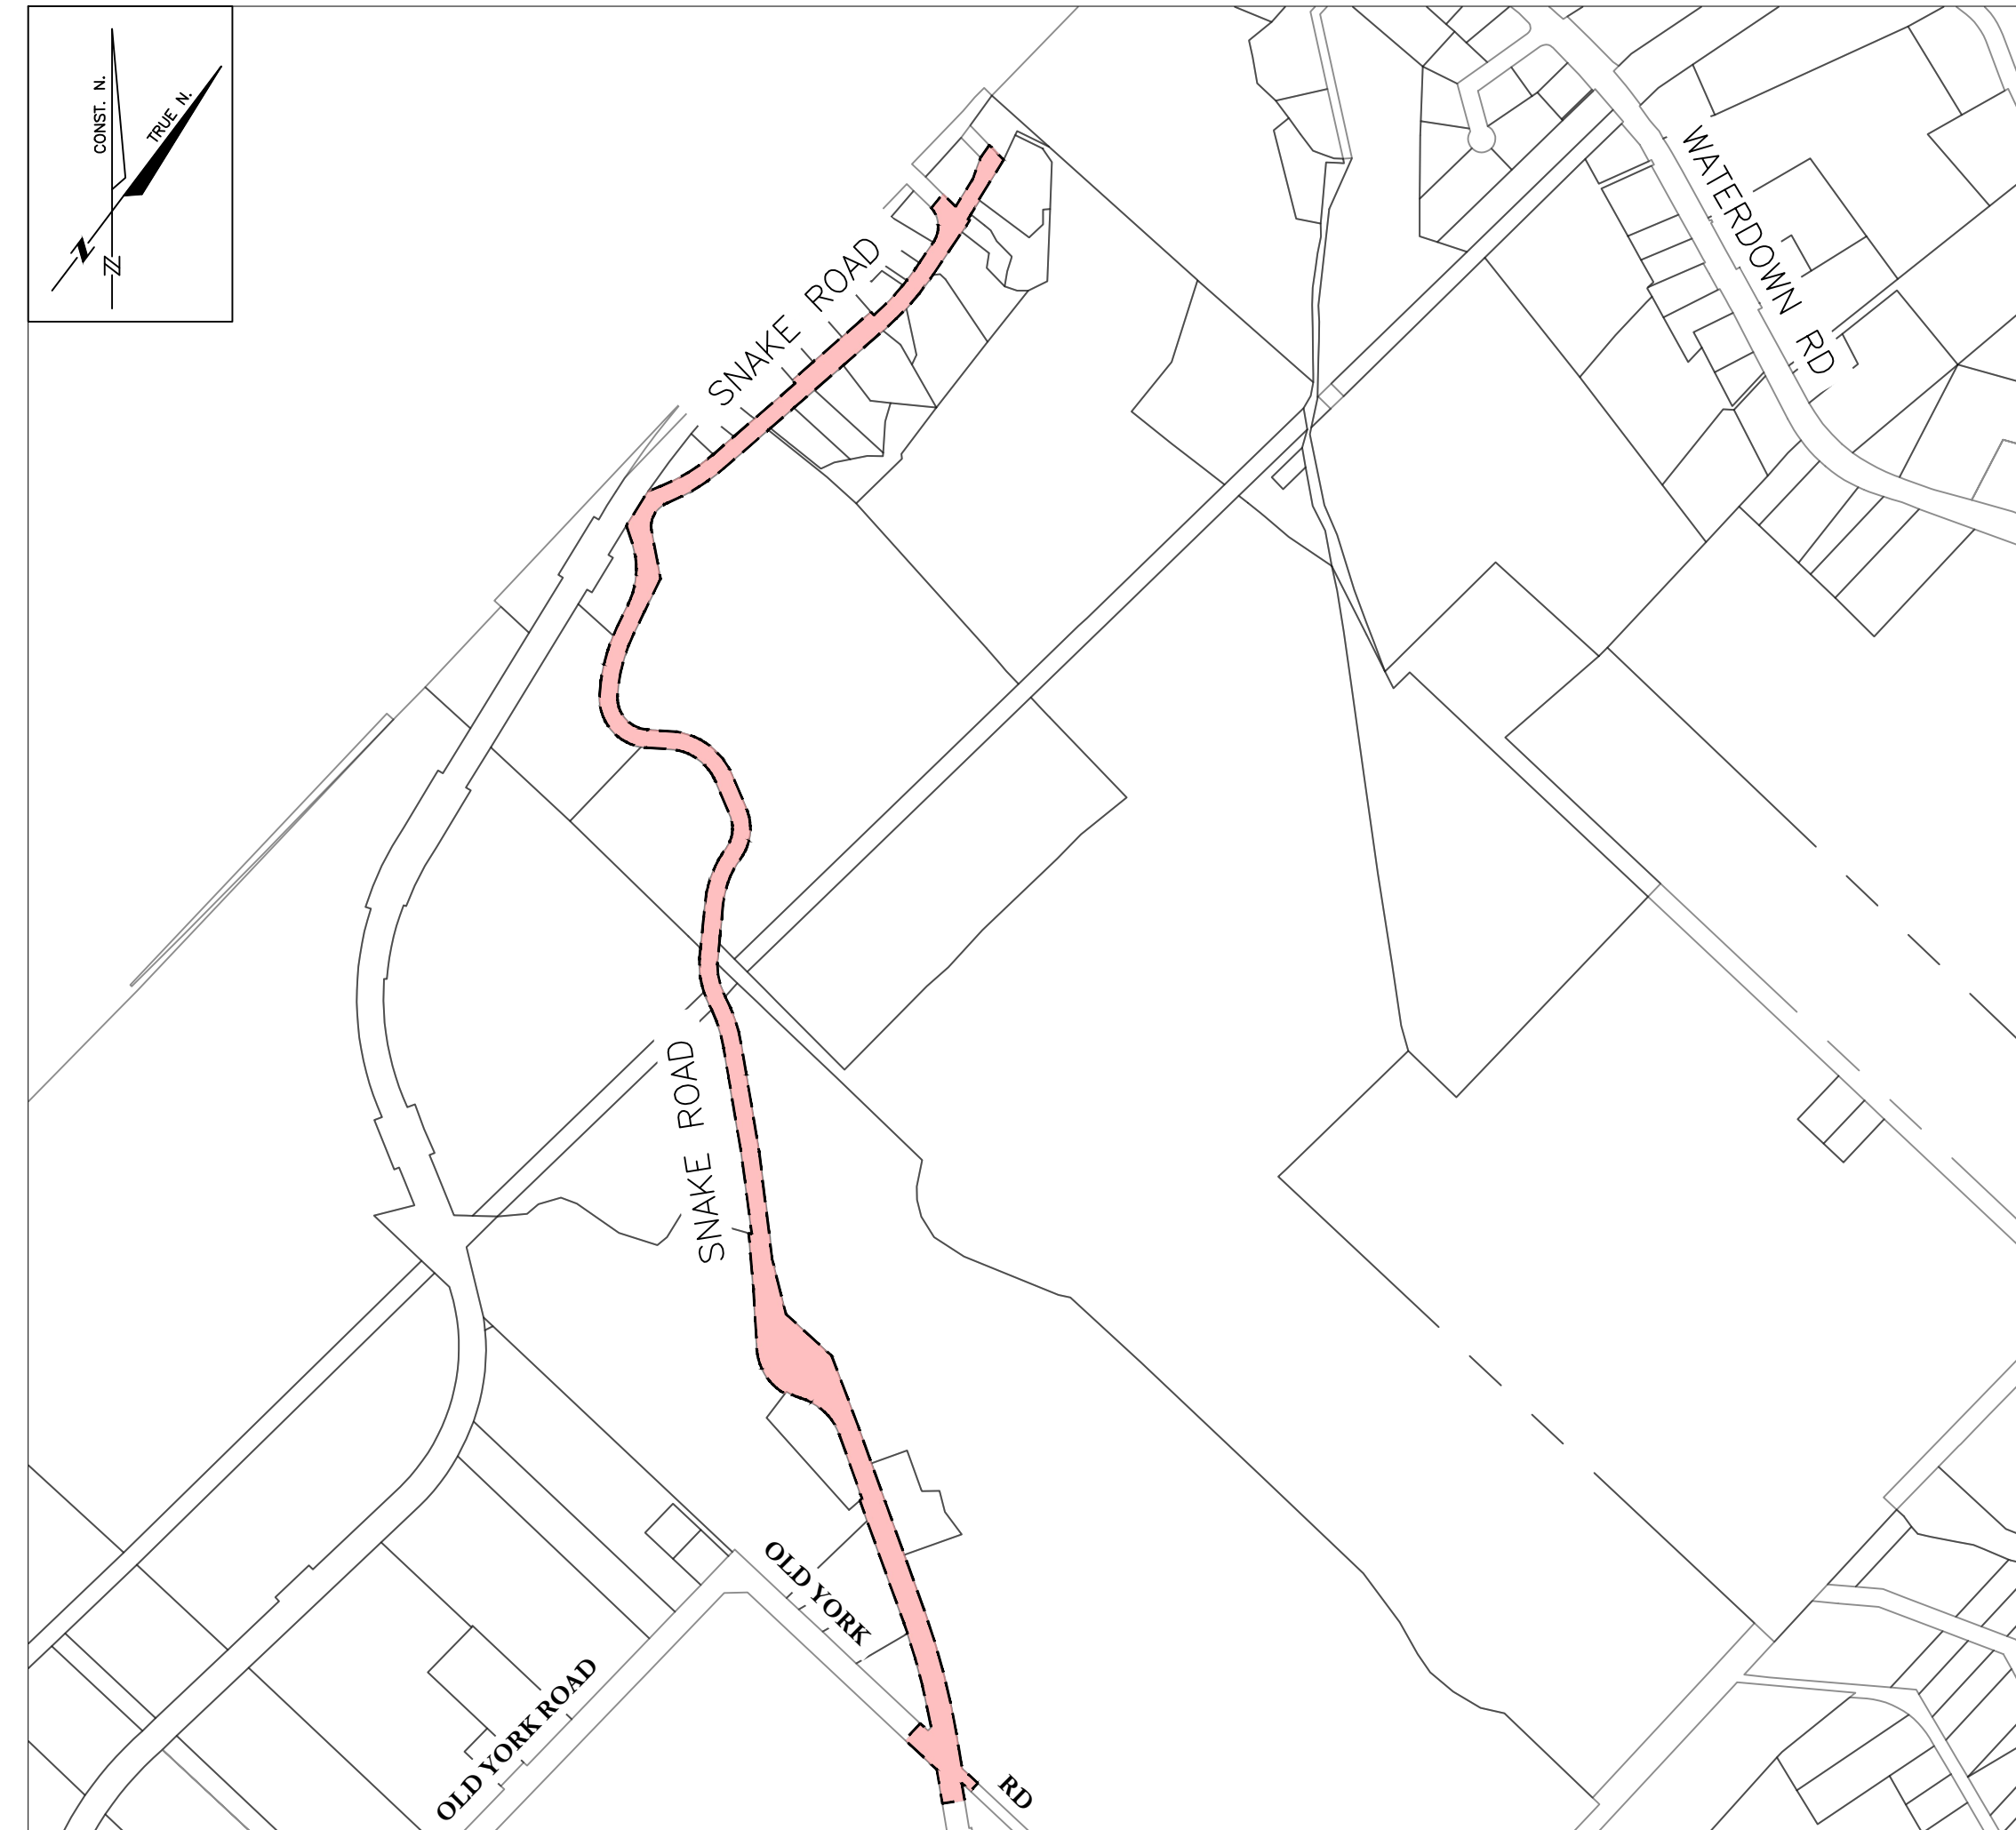 CONST. N.
TRUE N.
N
N
WATERDOWN RD
SNAKE ROAD
SNAKE ROAD
OLD YORK
RD
OLD YORK ROAD